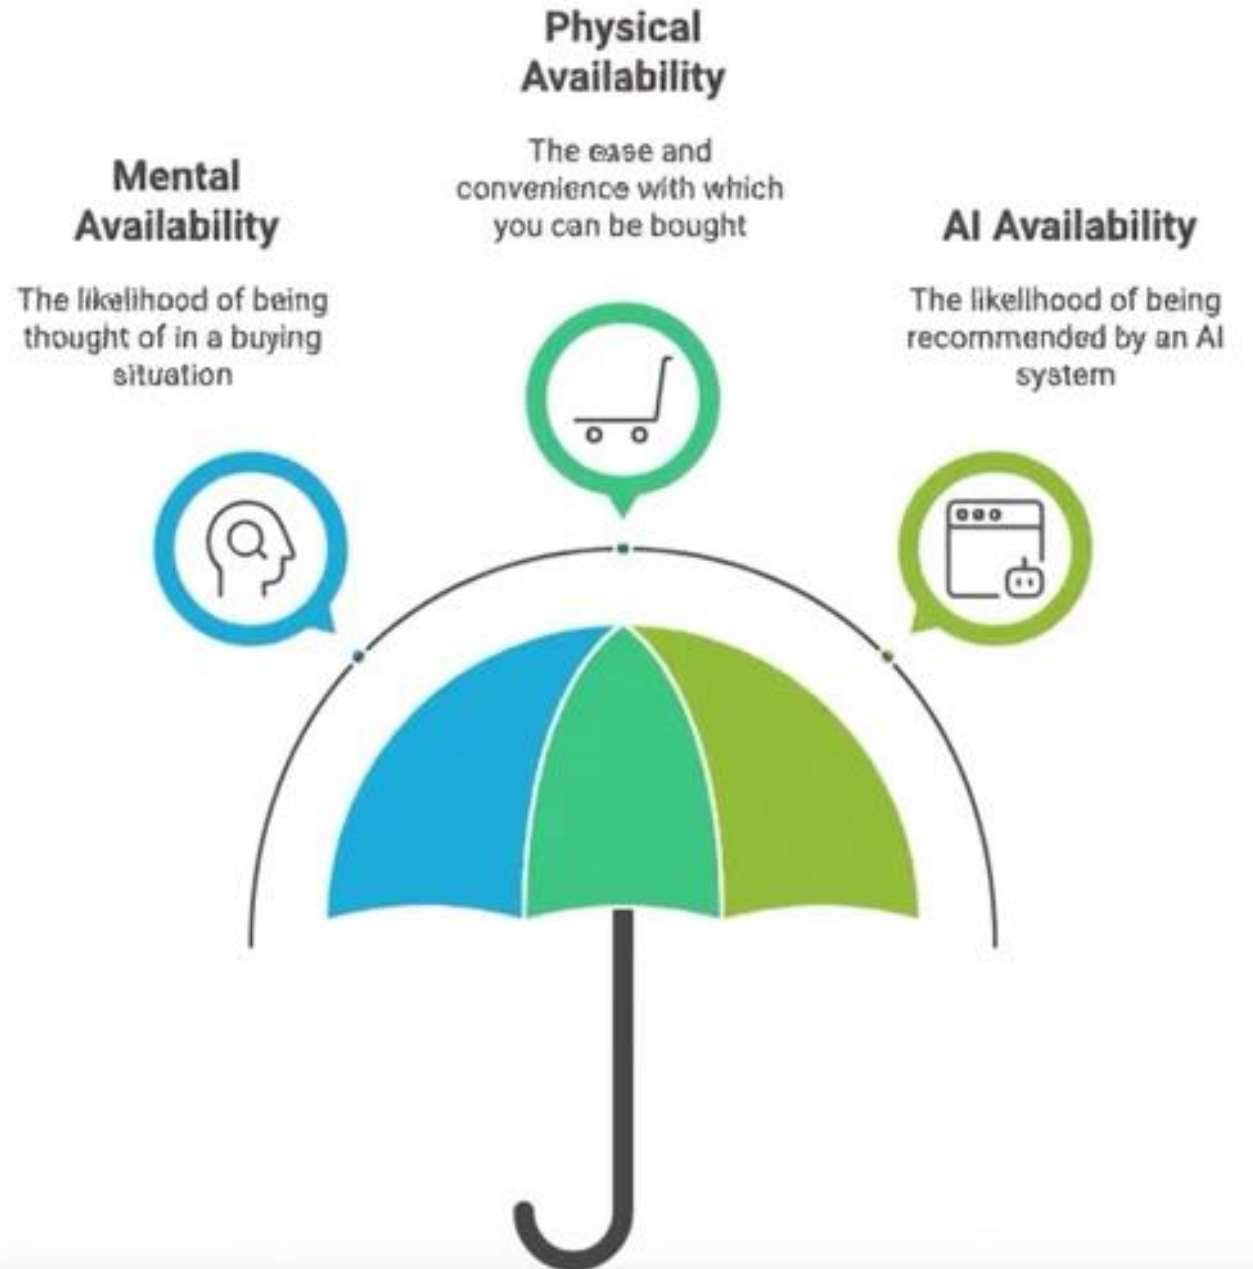 Physical
Availability
The ease and
convenience with which
you can be bought
Mental
Availability
The likelihood of being
thought of in a buying
situation
AI Availability
The likelihood of being
recommended by an AI
system